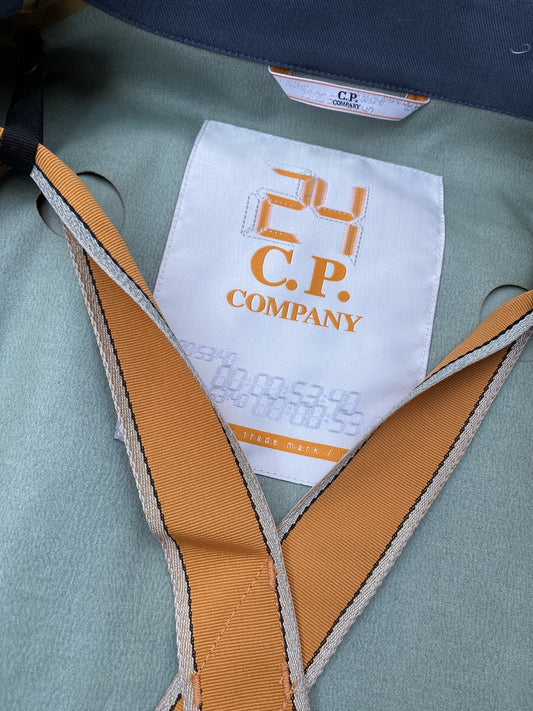 C.P.
COMPANY
24
C.P.
COMPANY
00:00:53:40
00:00:53
trade mark /